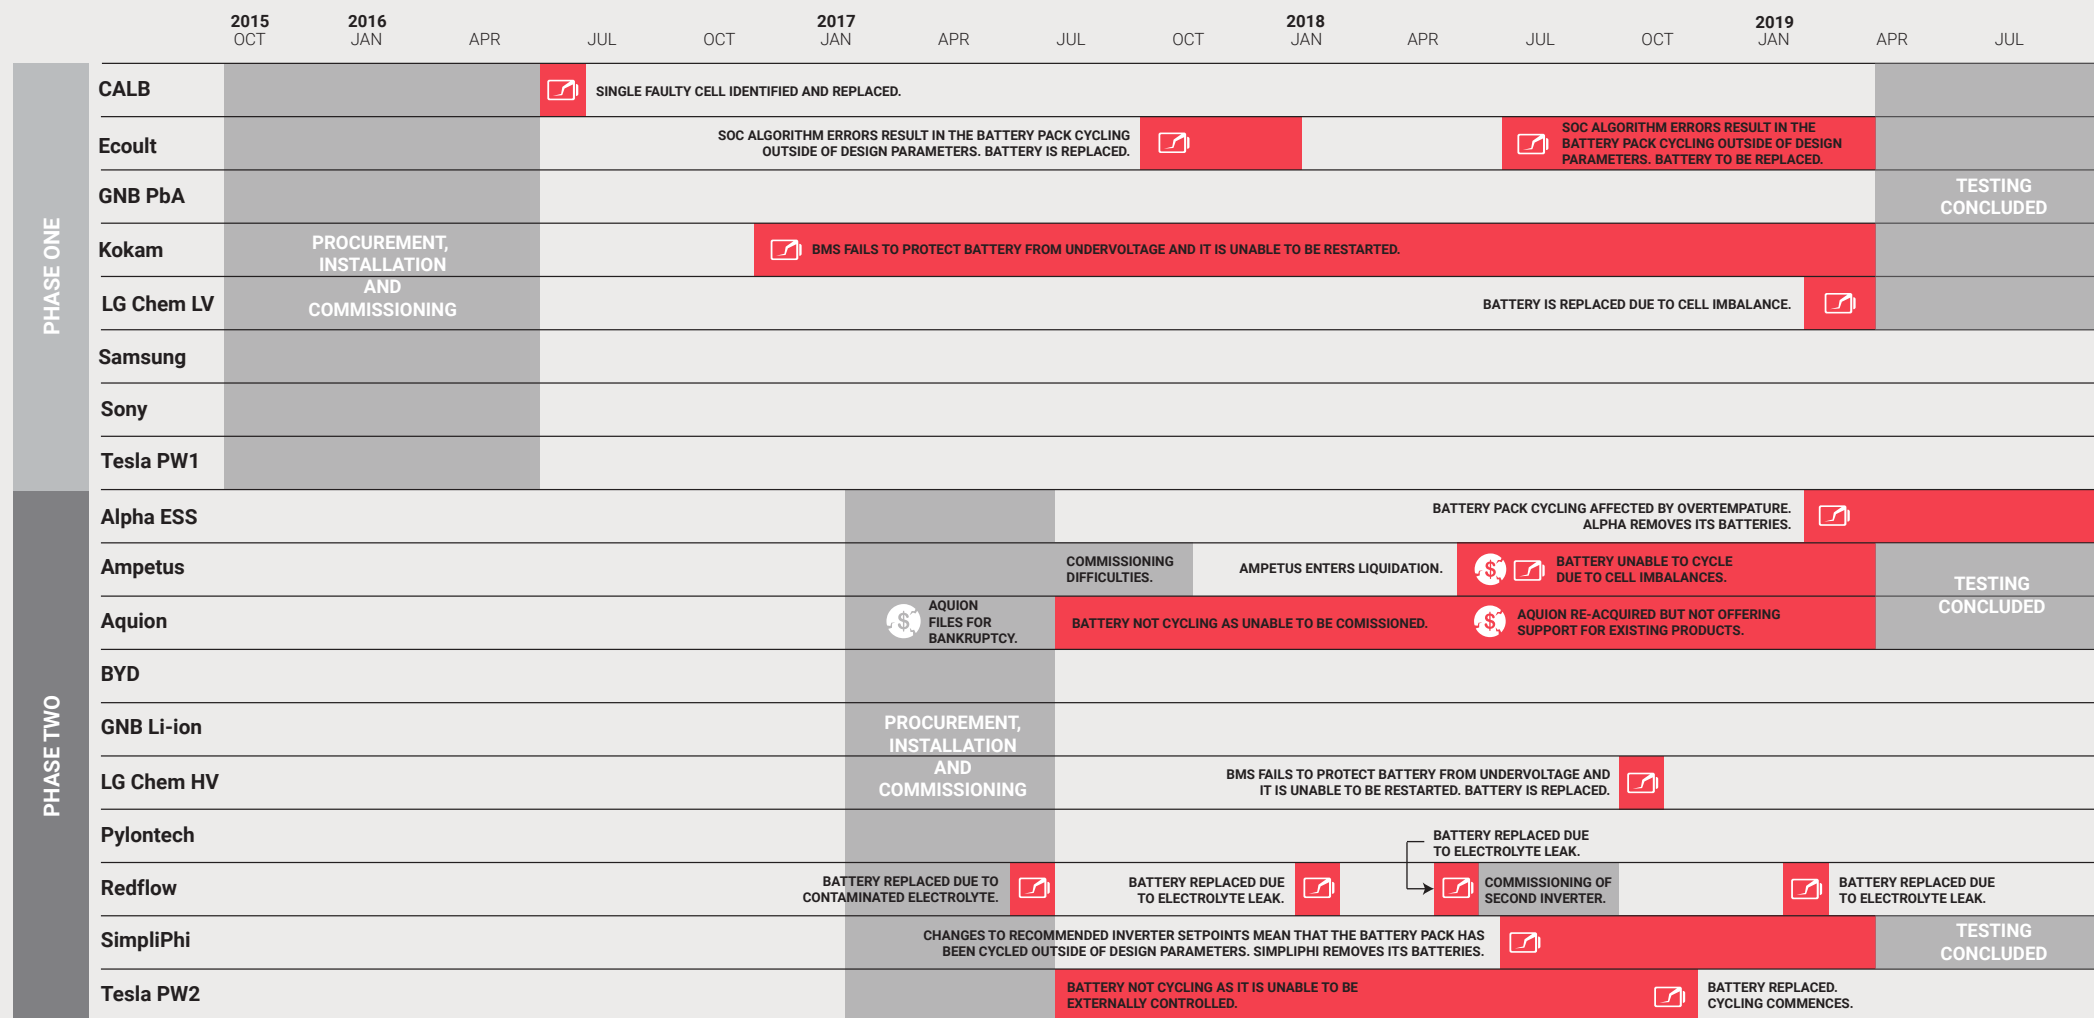 2015
OCT
2016
JAN
APR
JUL
OCT
2017
JAN
APR
JUL
OCT
2018
JAN
APR
JUL
OCT
2019
JAN
APR
JUL
PHASE ONE
PROCUREMENT,
INSTALLATION
AND
COMMISSIONING
CALB
SINGLE FAULTY CELL IDENTIFIED AND REPLACED.
Ecoult
SOC ALGORITHM ERRORS RESULT IN THE BATTERY PACK CYCLING
OUTSIDE OF DESIGN PARAMETERS. BATTERY IS REPLACED.
SOC ALGORITHM ERRORS RESULT IN THE
BATTERY PACK CYCLING OUTSIDE OF DESIGN
PARAMETERS. BATTERY TO BE REPLACED.
GNB PbA
TESTING
CONCLUDED
Kokam
BMS FAILS TO PROTECT BATTERY FROM UNDERVOLTAGE AND IT IS UNABLE TO BE RESTARTED.
LG Chem LV
BATTERY IS REPLACED DUE TO CELL IMBALANCE.
Samsung
Sony
Tesla PW1
PHASE TWO
PROCUREMENT,
INSTALLATION
AND
COMMISSIONING
Alpha ESS
BATTERY PACK CYCLING AFFECTED BY OVERTEMPATURE.
ALPHA REMOVES ITS BATTERIES.
Ampetus
COMMISSIONING
DIFFICULTIES.
AMPETUS ENTERS LIQUIDATION.
$
BATTERY UNABLE TO CYCLE
DUE TO CELL IMBALANCES.
TESTING
CONCLUDED
Aquion
$
AQUION
FILES FOR
BANKRUPTCY.
BATTERY NOT CYCLING AS UNABLE TO BE COMISSIONED.
$
AQUION RE-ACQUIRED BUT NOT OFFERING
SUPPORT FOR EXISTING PRODUCTS.
BYD
GNB Li-ion
LG Chem HV
BMS FAILS TO PROTECT BATTERY FROM UNDERVOLTAGE AND
IT IS UNABLE TO BE RESTARTED. BATTERY IS REPLACED.
Pylontech
BATTERY REPLACED DUE
TO ELECTROLYTE LEAK.
Redflow
BATTERY REPLACED DUE TO
CONTAMINATED ELECTROLYTE.
BATTERY REPLACED DUE
TO ELECTROLYTE LEAK.
COMMISSIONING OF
SECOND INVERTER.
BATTERY REPLACED DUE
TO ELECTROLYTE LEAK.
SimpliPhi
CHANGES TO RECOMMENDED INVERTER SETPOINTS MEAN THAT THE BATTERY PACK HAS
BEEN CYCLED OUTSIDE OF DESIGN PARAMETERS. SIMPLIPHI REMOVES ITS BATTERIES.
TESTING
CONCLUDED
Tesla PW2
BATTERY NOT CYCLING AS IT IS UNABLE TO BE
EXTERNALLY CONTROLLED.
BATTERY REPLACED.
CYCLING COMMENCES.